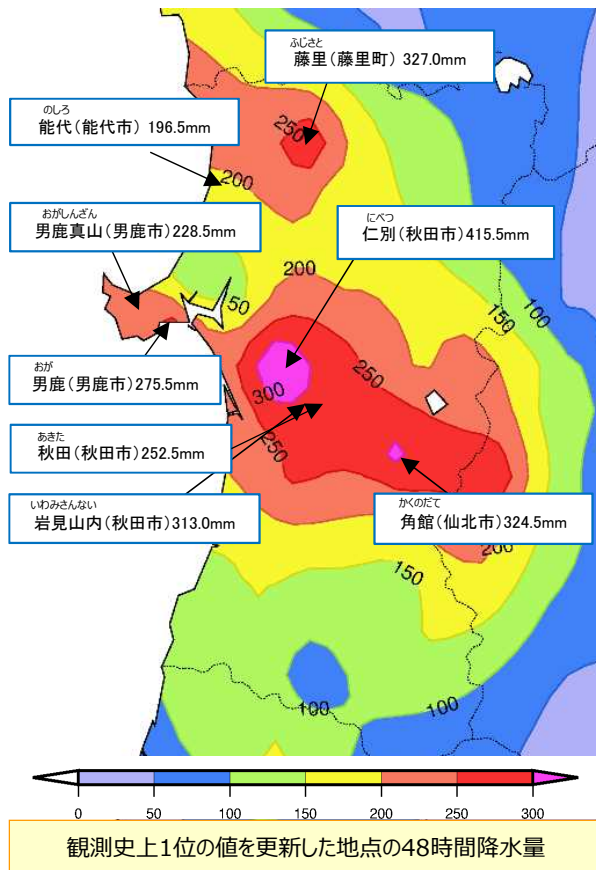 ふじさと
藤里(藤里町) 327.0mm
のしろ
能代(能代市) 196.5mm
250
200
おがしんざん
男鹿真山(男鹿市)228.5mm
にべつ
仁別(秋田市)415.5mm
200
50
150
100
おが
男鹿(男鹿市)275.5mm
300
250
あきた
秋田(秋田市)252.5mm
250
いわみさんない
岩見山内(秋田市)313.0mm
かくのだて
角館(仙北市)324.5mm
200
150
100
100
0 50 100 150 200 250 300
観測史上1位の値を更新した地点の48時間降水量